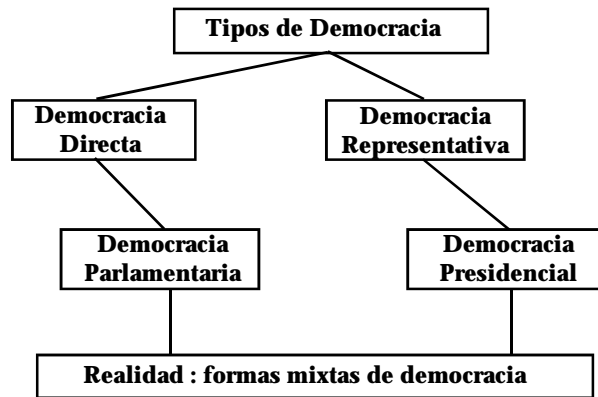 Tipos de Democracia
Democracia
Directa
Democracia
Representativa
Democracia
Parlamentaria
Democracia
Presidencial
Realidad : formas mixtas de democracia